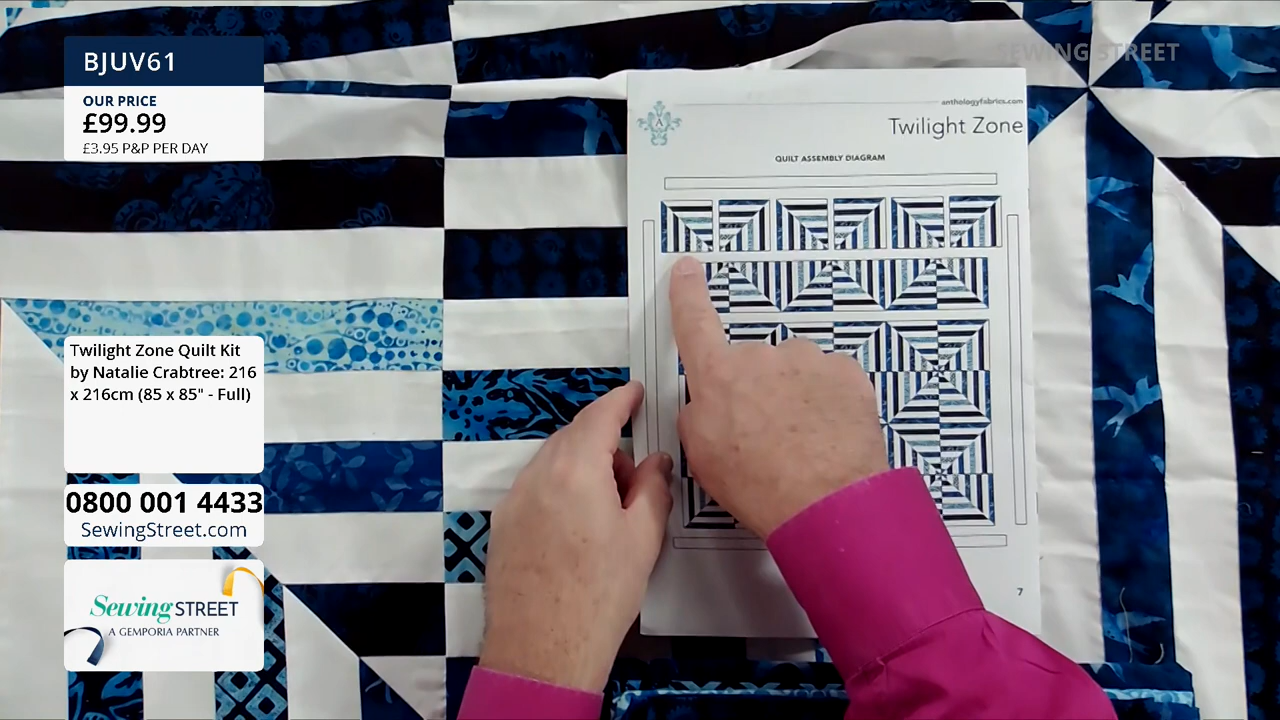 BJUV61
OUR PRICE
£99.99
£3.95 P&P PER DAY
Twilight Zone Quilt Kit
by Natalie Crabtree: 216
x 216cm (85 x 85" - Full)
0800 001 4433
SewingStreet.com
Sewing STREET
A GEMPORIA PARTNER
SEWING STREET
anthologyfabrics.com
A
Twilight Zone
QUILT ASSEMBLY DIAGRAM
7